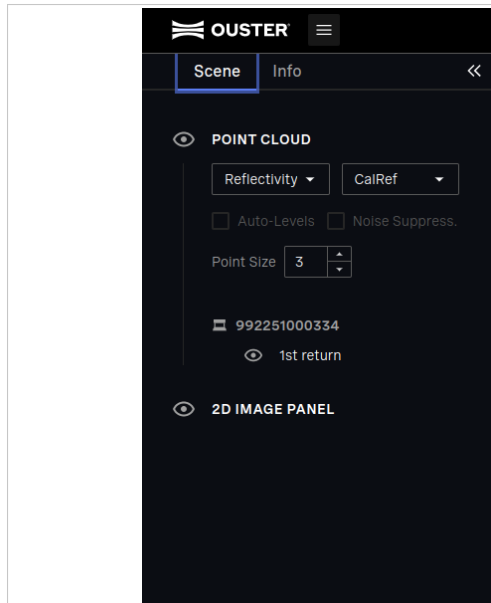 OUSTER
Scene Info
POINT CLOUD
Reflectivity CalRef
Auto-Levels Noise Suppress.
Point Size 3
992251000334
1st return
2D IMAGE PANEL